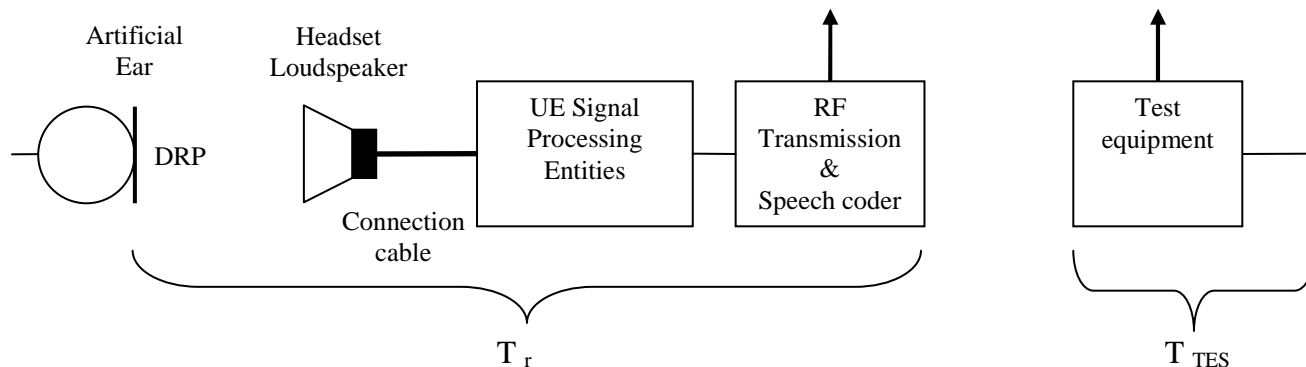 Artificial
Ear
DRP
Headset
Loudspeaker
Connection
cable
UE Signal
Processing
Entities
RF
Transmission
&
Speech coder
Test
equipment
T r
T TES